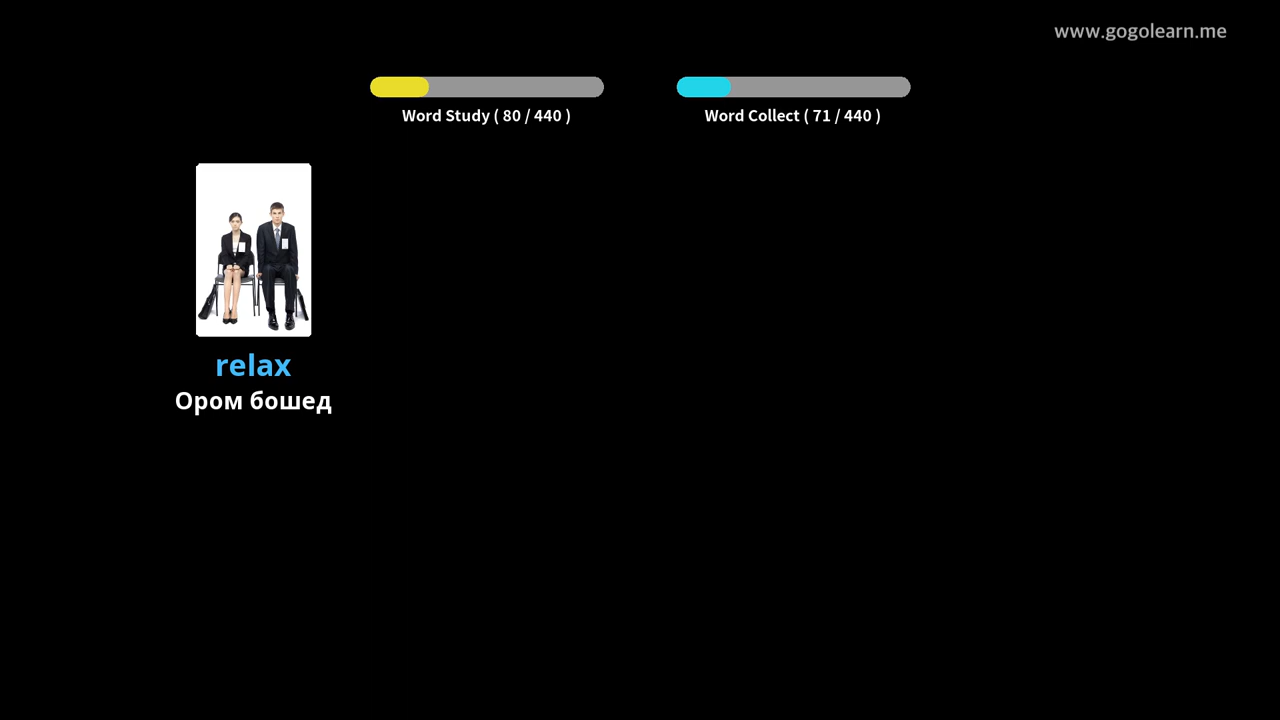 www.gogolearn.me
Word Study ( 80 / 440 )
Word Collect ( 71 / 440 )
relax
Ором бошед